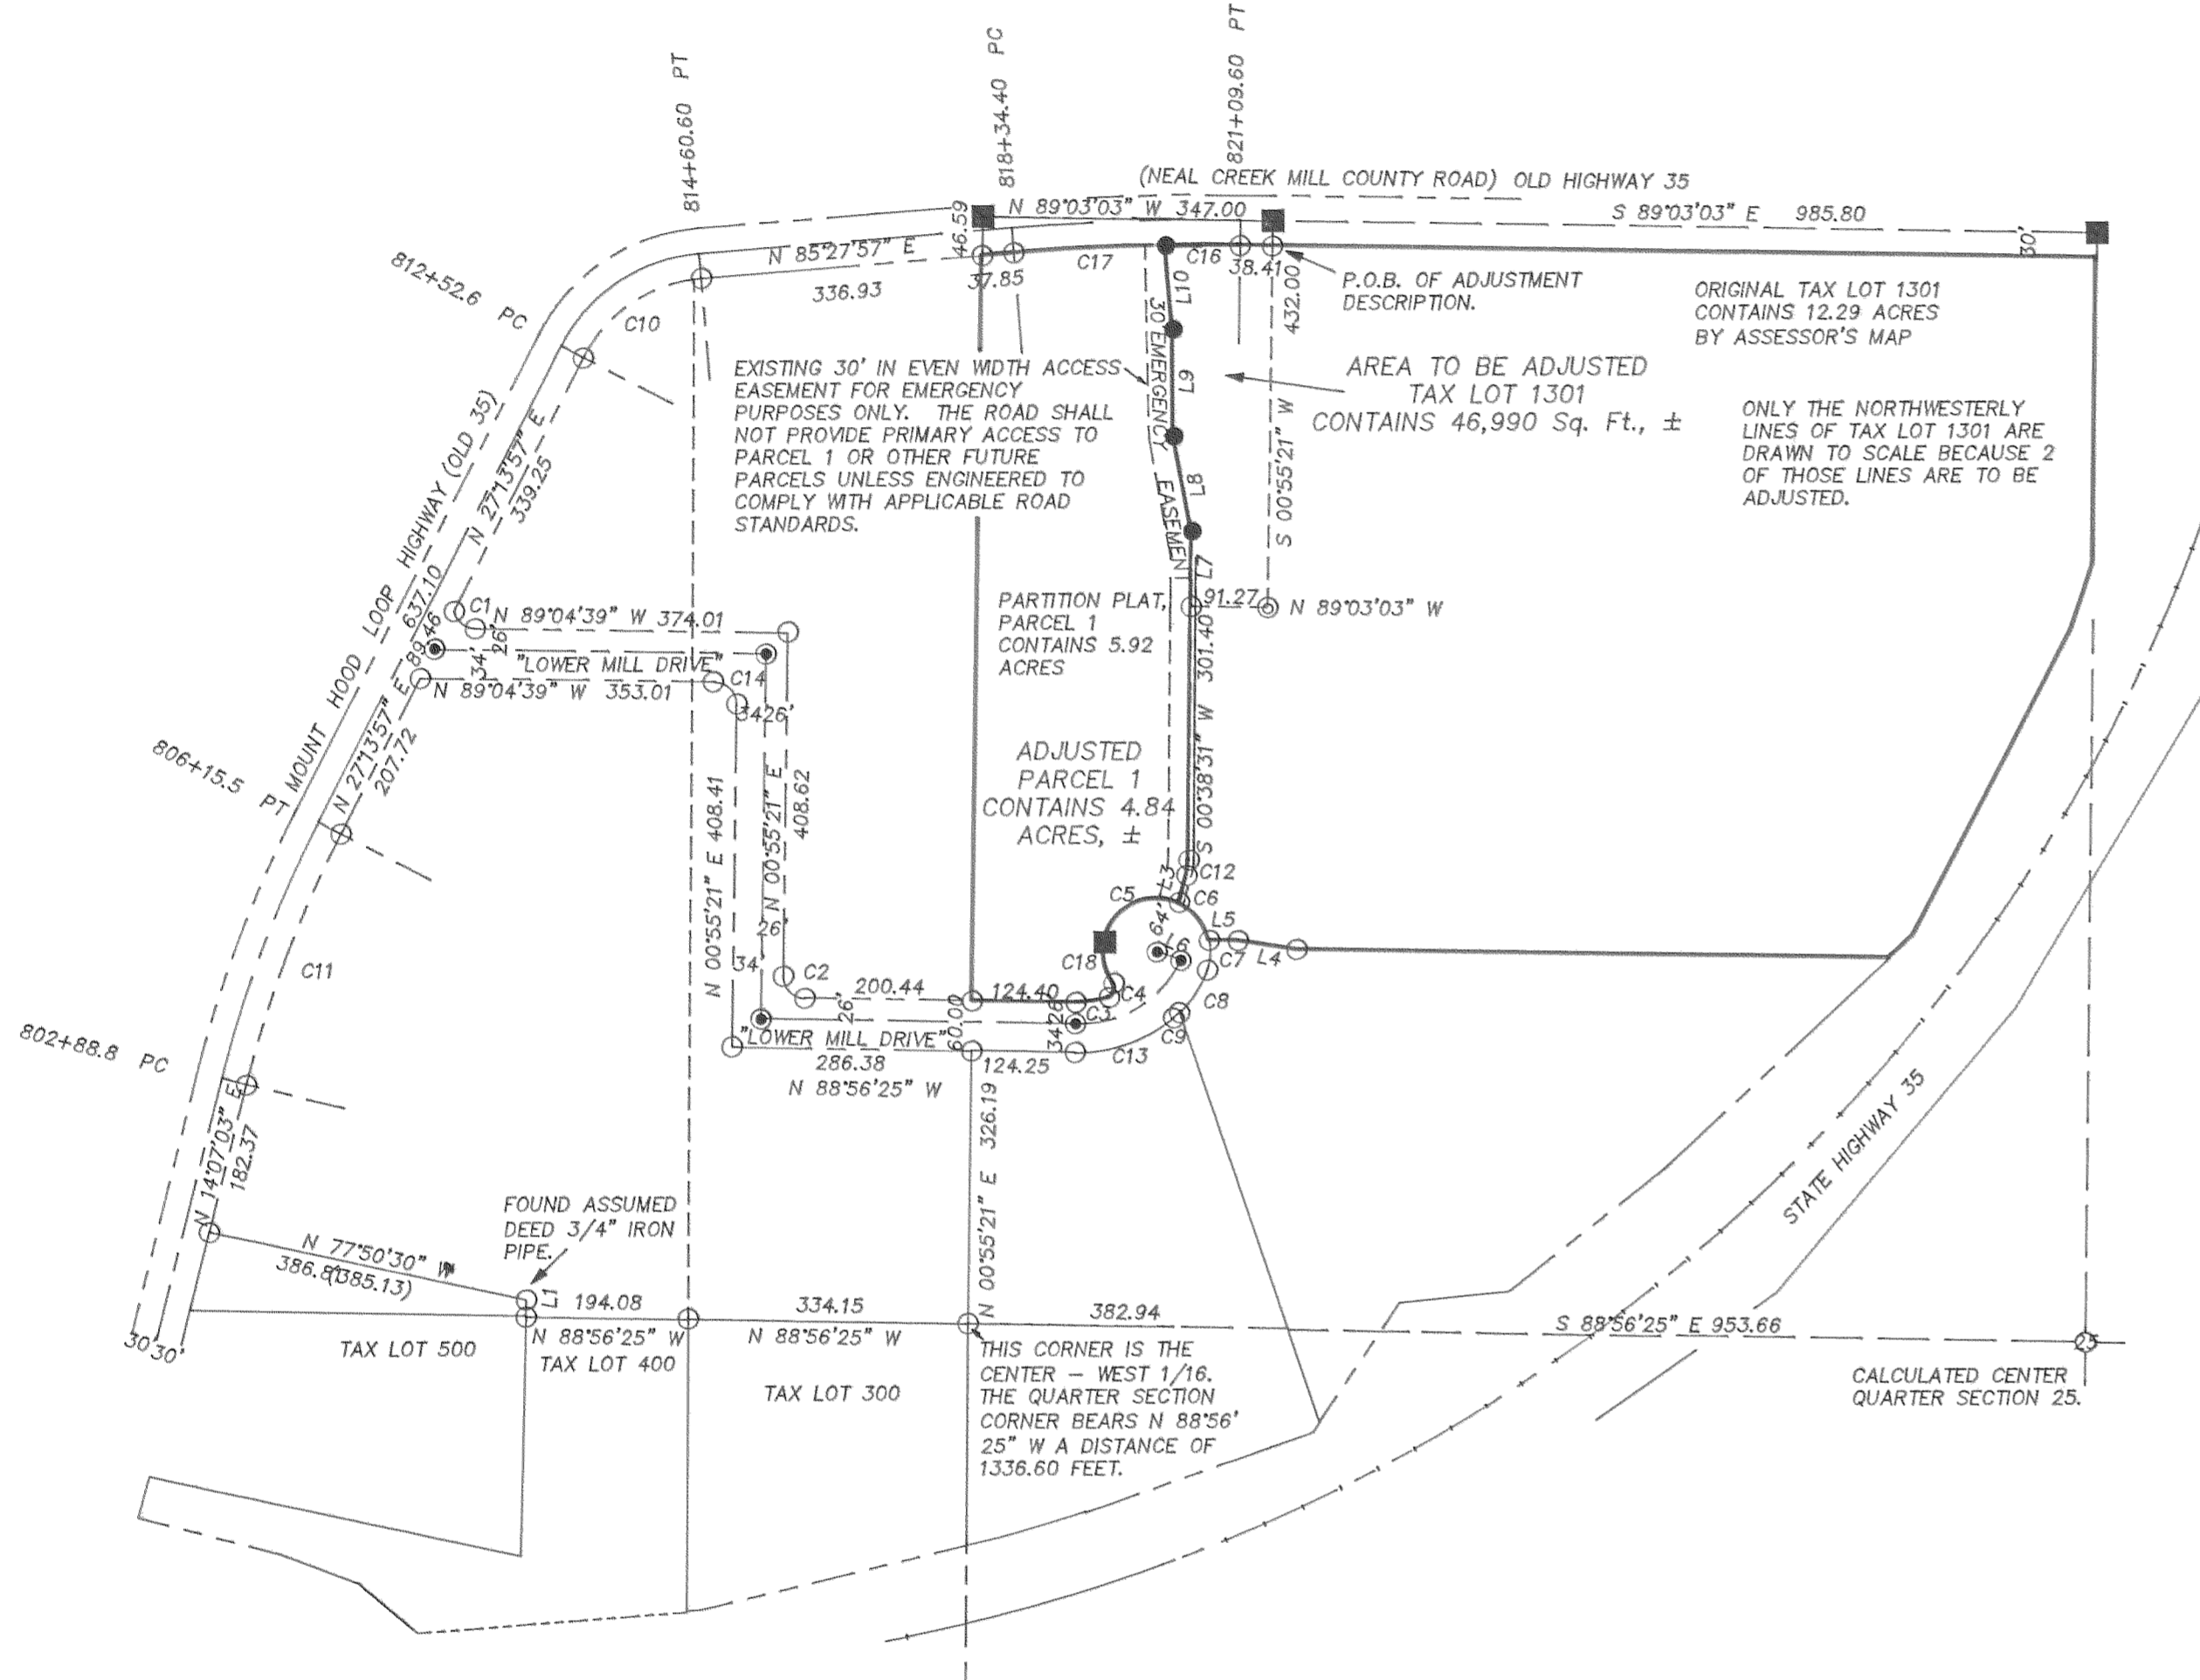 814+60.60 PT
818+34.40 PC
821+09.60 PT
(NEAL CREEK MILL COUNTY ROAD) OLD HIGHWAY 35
N 89°03'03" W 347.00
S 89°03'03" E 985.80
46.59
30'
N 85°27'57" E
336.93
37.85
C17
C16
38.41
P.O.B. OF ADJUSTMENT
DESCRIPTION.
ORIGINAL TAX LOT 1301
CONTAINS 12.29 ACRES
BY ASSESSOR'S MAP
812+52.6 PC
C10
L10
432.00
S 00°55'21" W
30' EMERGENCY EASEMENT
L9
L8
L7
EXISTING 30' IN EVEN WIDTH ACCESS
EASEMENT FOR EMERGENCY
PURPOSES ONLY. THE ROAD SHALL
NOT PROVIDE PRIMARY ACCESS TO
PARCEL 1 OR OTHER FUTURE
PARCELS UNLESS ENGINEERED TO
COMPLY WITH APPLICABLE ROAD
STANDARDS.
AREA TO BE ADJUSTED
TAX LOT 1301
CONTAINS 46,990 Sq. Ft., ±
ONLY THE NORTHWESTERLY
LINES OF TAX LOT 1301 ARE
DRAWN TO SCALE BECAUSE 2
OF THOSE LINES ARE TO BE
ADJUSTED.
MOUNT HOOD LOOP HIGHWAY (OLD 35)
N 27°13'57" E
339.25
637.10
89.46
C1
N 89°04'39" W 374.01
34'
26'
"LOWER MILL DRIVE"
N 89°04'39" W 353.01
C14
34'
26'
PARTITION PLAT,
PARCEL 1
CONTAINS 5.92
ACRES
91.27
N 89°03'03" W
S 00°38'31" W 301.40
N 27°13'57" E
207.72
806+15.5 PT
N 00°55'21" E 408.41
N 00°55'21" E
408.62
ADJUSTED
PARCEL 1
CONTAINS 4.84
ACRES, ±
C12
L3
C6
C5
64'
L6
L5
L4
C7
C18
C4
C8
C11
26'
34'
C2
200.44
124.40
26'
60.00
34'
26'
C3
C9
C13
"LOWER MILL DRIVE"
286.38
124.25
N 88°56'25" W
802+88.8 PC
N 14°07'03" E
182.37
N 00°55'21" E 326.19
STATE HIGHWAY 35
FOUND ASSUMED
DEED 3/4" IRON
PIPE.
N 77°50'30" W
(385.13)
L1
194.08
334.15
382.94
N 88°56'25" W
N 88°56'25" W
S 88°56'25" E 953.66
25
30'
30'
TAX LOT 500
TAX LOT 400
TAX LOT 300
THIS CORNER IS THE
CENTER – WEST 1/16.
THE QUARTER SECTION
CORNER BEARS N 88°56'
25" W A DISTANCE OF
1336.60 FEET.
CALCULATED CENTER
QUARTER SECTION 25.